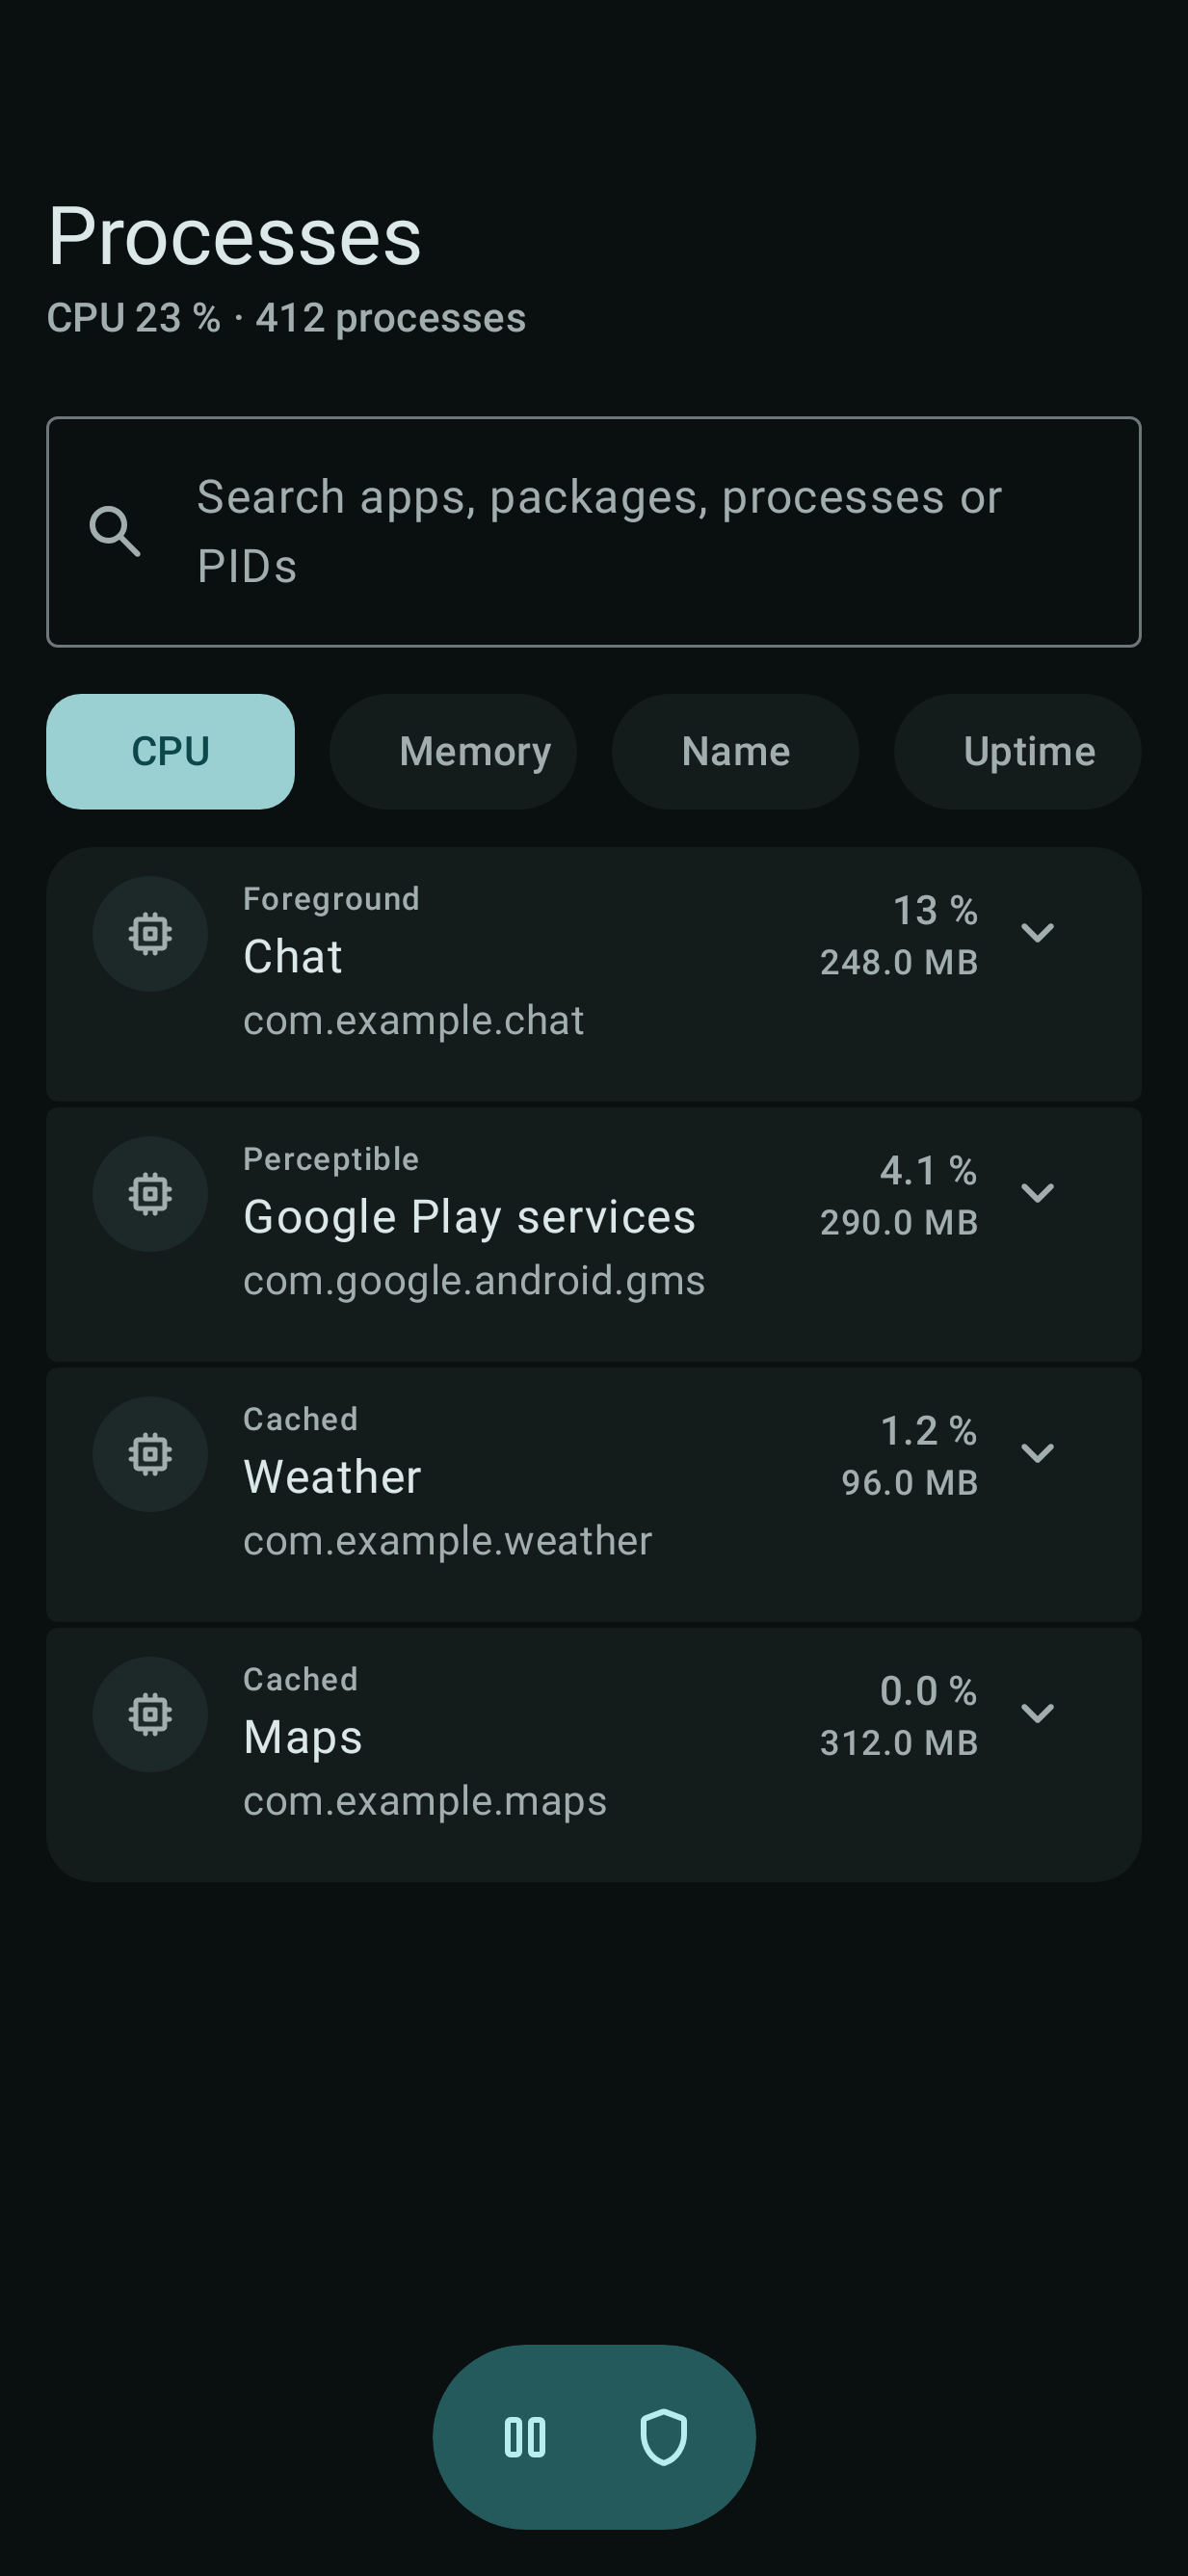 Processes
CPU 23 % · 412 processes
Search apps, packages, processes or
PIDs
CPU
Memory
Name
Uptime
Foreground
Chat
com.example.chat
13 %
248.0 MB
Perceptible
Google Play services
com.google.android.gms
4.1 %
290.0 MB
Cached
Weather
com.example.weather
1.2 %
96.0 MB
Cached
Maps
com.example.maps
0.0 %
312.0 MB